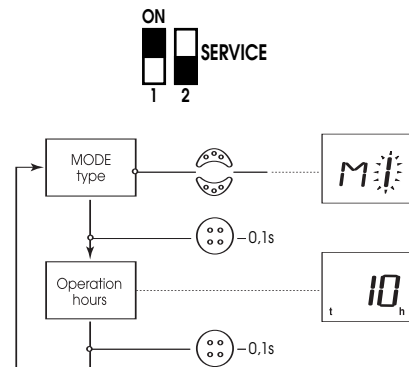 ON
SERVICE
1 2
MODE
type
M1
-0,1s
Operation
hours
10
t h
-0,1s